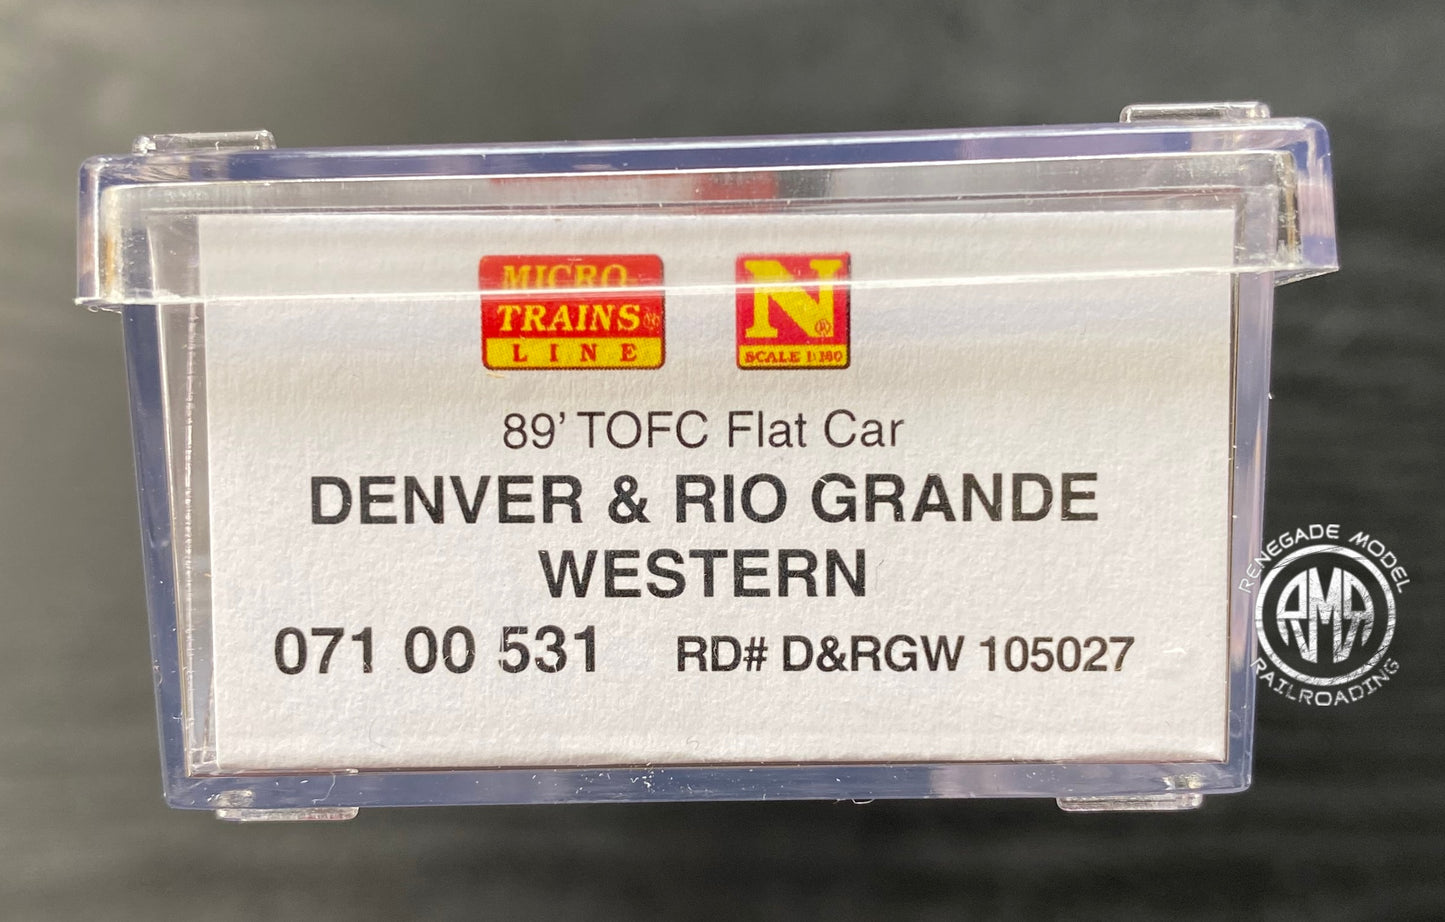 MICRO
TRAINS®
LINE
N®
SCALE 1:160
89' TOFC Flat Car
DENVER & RIO GRANDE
WESTERN
071 00 531 RD# D&RGW 105027
RENEGADE MODEL
RMR
RAILROADING